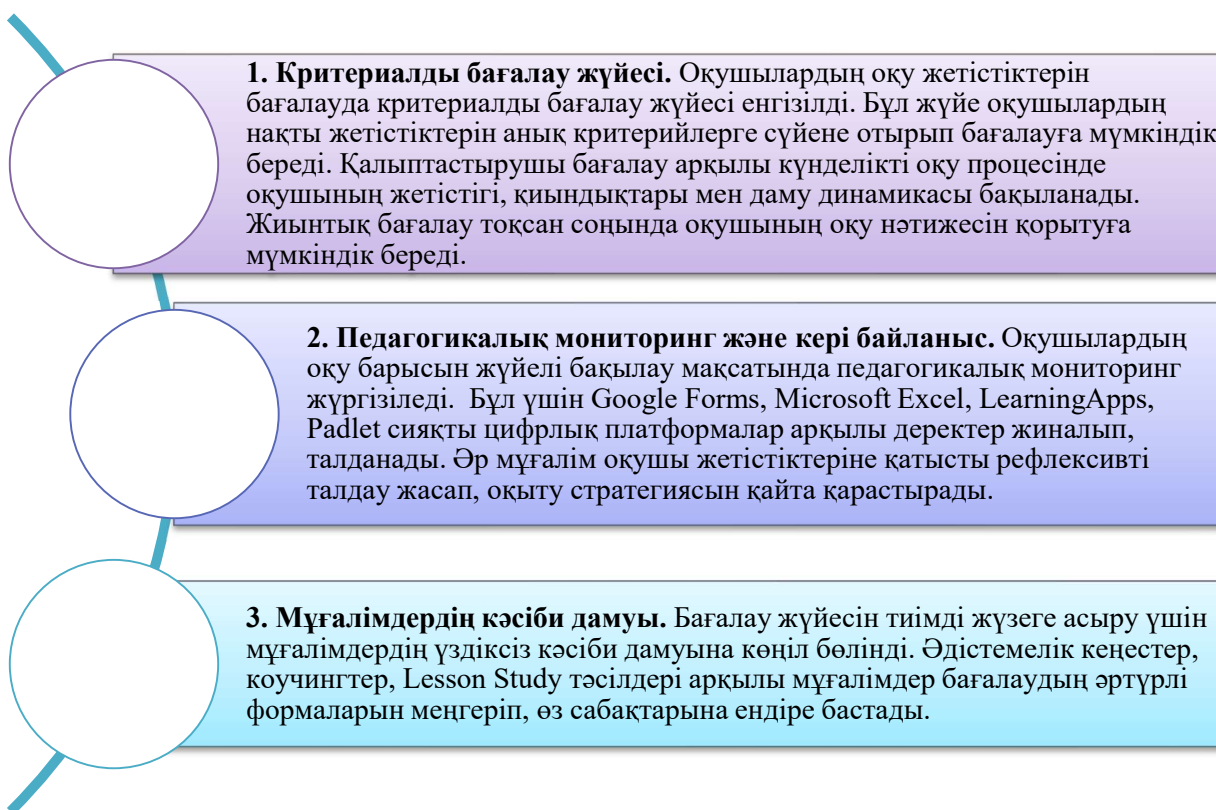 1. Критериалды бағалау жүйесі. Оқушылардың оқу жетістіктерін
бағалауда критериалды бағалау жүйесі енгізілді. Бұл жүйе оқушылардың
нақты жетістіктерін анық критерийлерге сүйене отырып бағалауға мүмкіндік
береді. Қалыптастырушы бағалау арқылы күнделікті оқу процесінде
оқушының жетістігі, қиындықтары мен даму динамикасы бақыланады.
Жиынтық бағалау тоқсан соңында оқушының оқу нәтижесін қорытуға
мүмкіндік береді.
2. Педагогикалық мониторинг және кері байланыс. Оқушылардың
оқу барысын жүйелі бақылау мақсатында педагогикалық мониторинг
жүргізіледі. Бұл үшін Google Forms, Microsoft Excel, LearningApps,
Padlet сияқты цифрлық платформалар арқылы деректер жиналып,
талданады. Әр мұғалім оқушы жетістіктеріне қатысты рефлексивті
талдау жасап, оқыту стратегиясын қайта қарастырады.
3. Мұғалімдердің кәсіби дамуы. Бағалау жүйесін тиімді жүзеге асыру үшін
мұғалімдердің үздіксіз кәсіби дамуына көңіл бөлінді. Әдістемелік кеңестер,
коучингтер, Lesson Study тәсілдері арқылы мұғалімдер бағалаудың әртүрлі
формаларын меңгеріп, өз сабақтарына ендіре бастады.